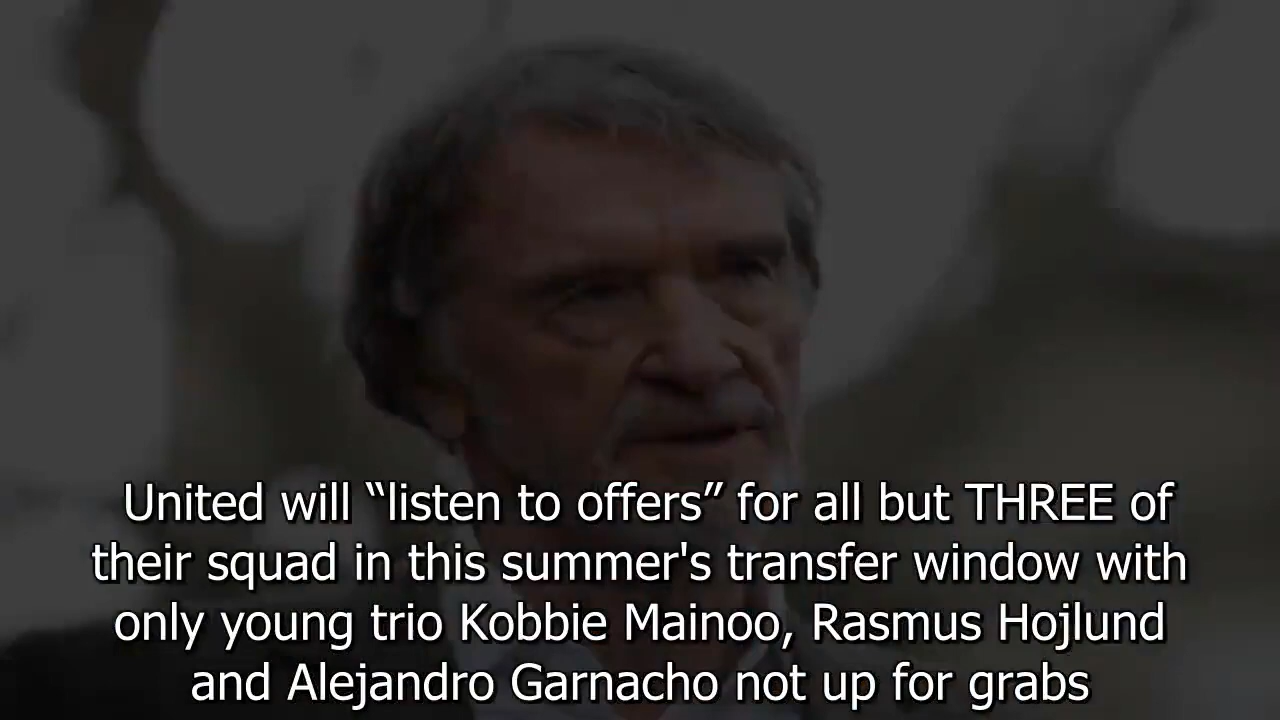 United will “listen to offers” for all but THREE of
their squad in this summer's transfer window with
only young trio Kobbie Mainoo, Rasmus Hojlund
and Alejandro Garnacho not up for grabs